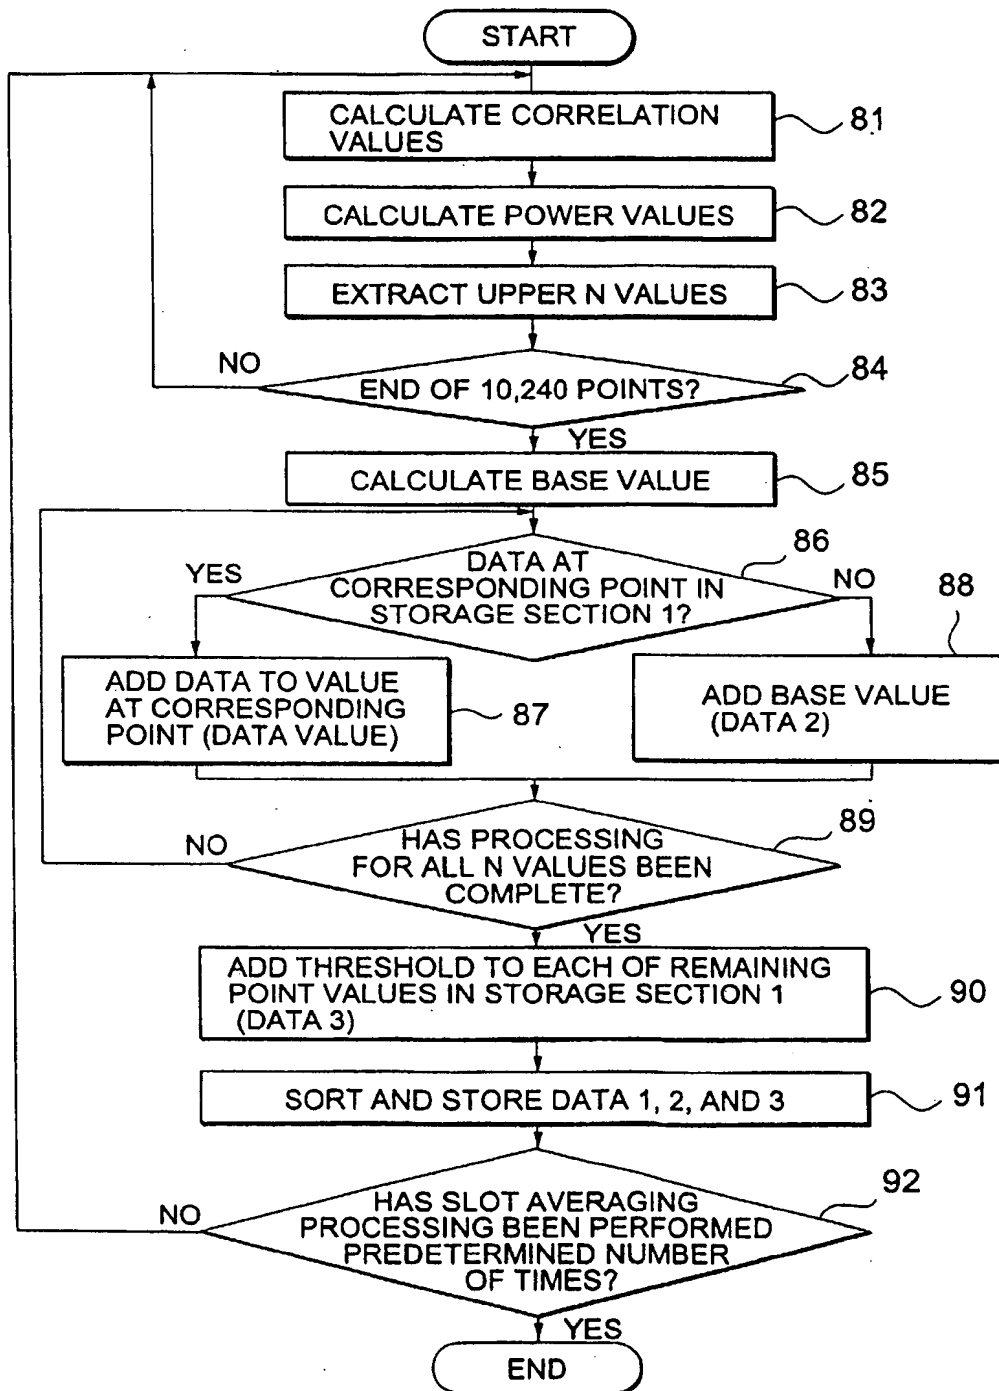 START
CALCULATE CORRELATION
VALUES
81
CALCULATE POWER VALUES
82
EXTRACT UPPER N VALUES
83
NO
END OF 10,240 POINTS?
84
YES
CALCULATE BASE VALUE
85
86
YES
DATA AT
CORRESPONDING POINT IN
STORAGE SECTION 1?
NO
88
ADD DATA TO VALUE
AT CORRESPONDING
POINT (DATA VALUE)
87
ADD BASE VALUE
(DATA 2)
89
NO
HAS PROCESSING
FOR ALL N VALUES BEEN
COMPLETE?
YES
ADD THRESHOLD TO EACH OF REMAINING
POINT VALUES IN STORAGE SECTION 1
(DATA 3)
90
SORT AND STORE DATA 1, 2, AND 3
91
92
NO
HAS SLOT AVERAGING
PROCESSING BEEN PERFORMED
PREDETERMINED NUMBER
OF TIMES?
YES
END